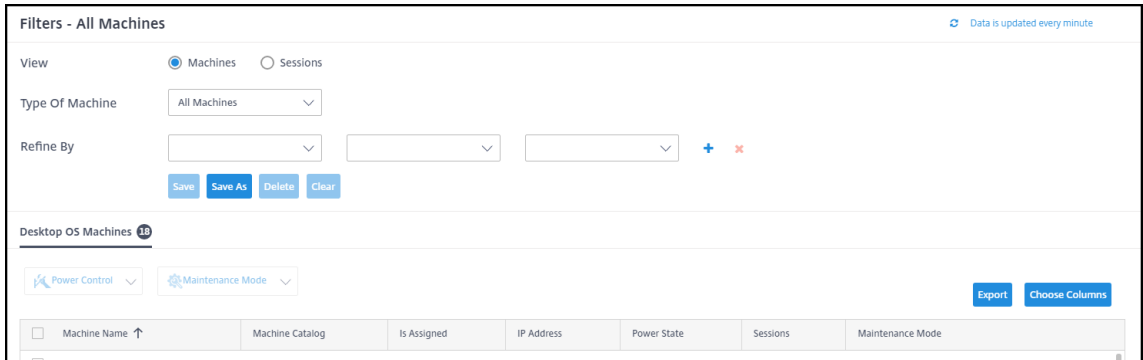 Filters - All Machines
Data is updated every minute
View
Machines
Sessions
Type Of Machine
All Machines
Refine By
Save
Save As
Delete
Clear
Desktop OS Machines 18
Power Control
Maintenance Mode
Export
Choose Columns
Machine Name
Machine Catalog
Is Assigned
IP Address
Power State
Sessions
Maintenance Mode